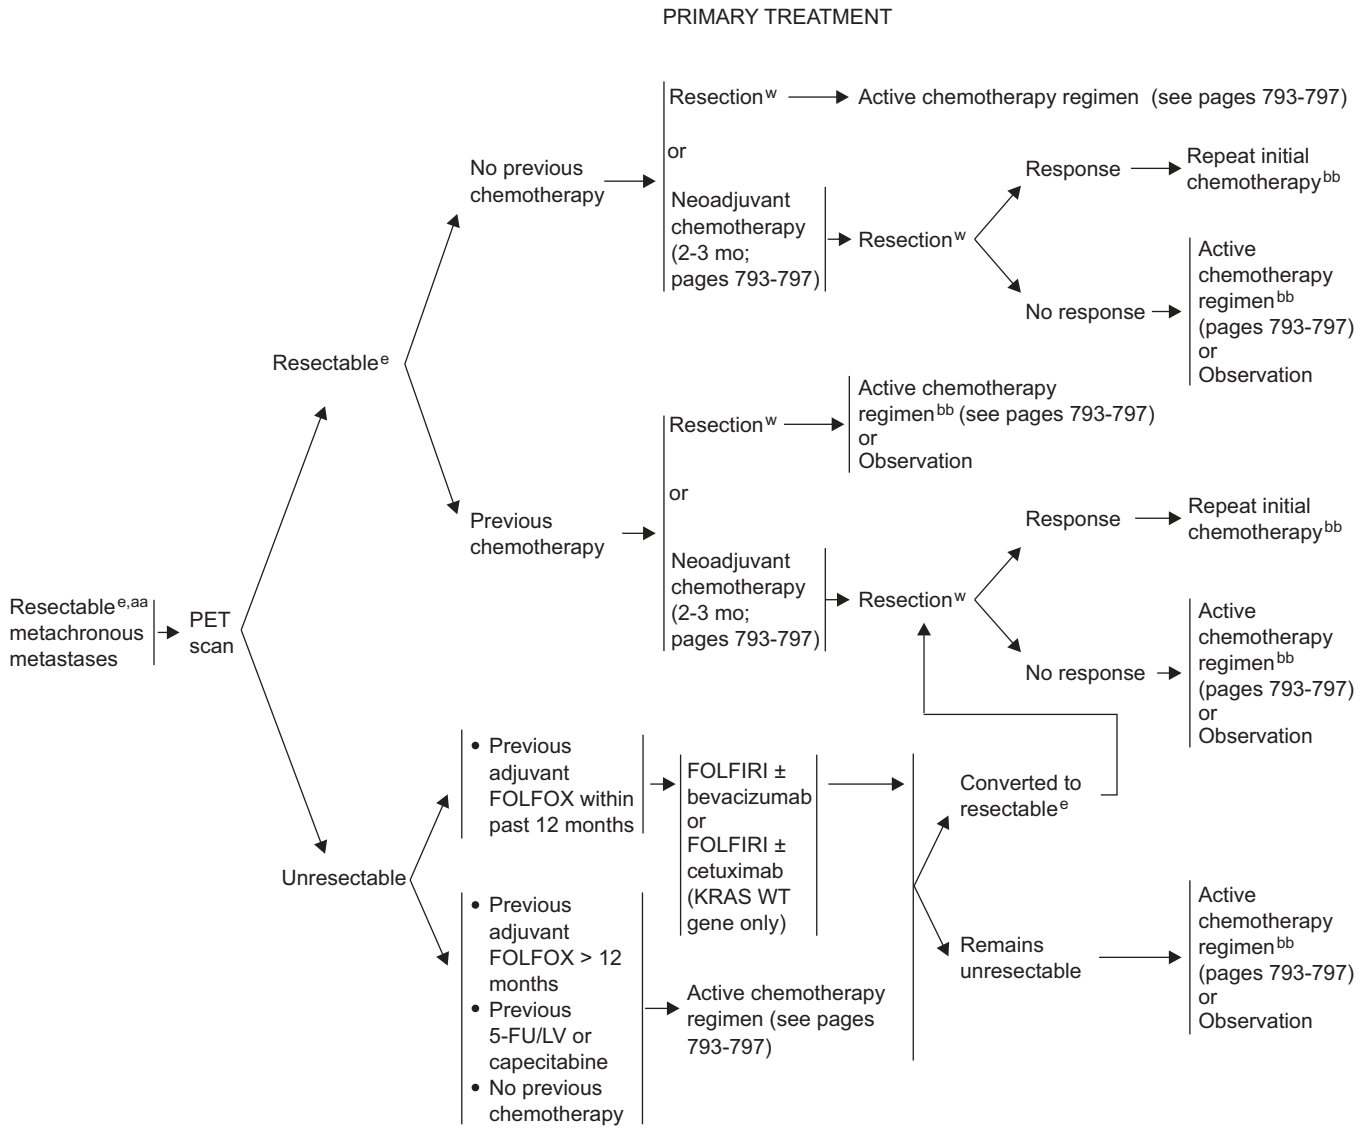 PRIMARY TREATMENT
Resection w
Active chemotherapy regimen (see pages 793-797)
or
No previous
chemotherapy
Neoadjuvant
chemotherapy
(2-3 mo;
pages 793-797)
Resection w
Response
Repeat initial
chemotherapy bb
No response
Active
chemotherapy
regimen bb
(pages 793-797)
or
Observation
Resectable e
Resection w
Active chemotherapy
regimen bb (see pages 793-797)
or
Observation
or
Previous
chemotherapy
Neoadjuvant
chemotherapy
(2-3 mo;
pages 793-797)
Resection w
Response
Repeat initial
chemotherapy bb
No response
Active
chemotherapy
regimen bb
(pages 793-797)
or
Observation
Resectable e,aa
metachronous
metastases
PET
scan
Unresectable
• Previous
adjuvant
FOLFOX within
past 12 months
FOLFIRI ±
bevacizumab
or
FOLFIRI ±
cetuximab
(KRAS WT
gene only)
• Previous
adjuvant
FOLFOX > 12
months
• Previous
5-FU/LV or
capecitabine
• No previous
chemotherapy
Active chemotherapy
regimen (see pages
793-797)
Converted to
resectable e
Remains
unresectable
Active
chemotherapy
regimen bb
(pages 793-797)
or
Observation